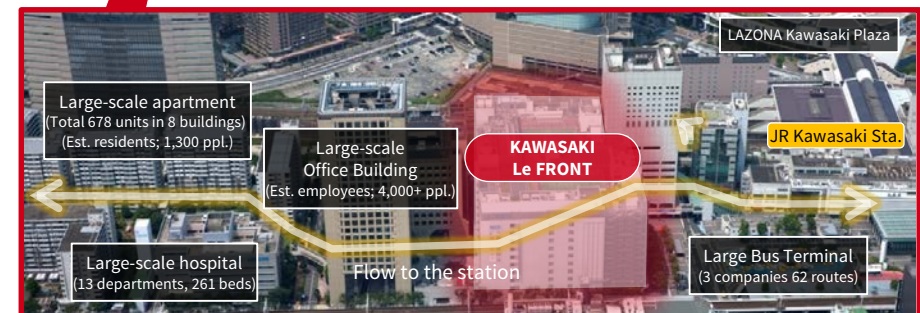 LAZONA Kawasaki Plaza
Large-scale apartment
(Total 678 units in 8 buildings)
(Est. residents; 1,300 ppl.)
Large-scale
Office Building
(Est. employees; 4,000+ ppl.)
KAWASAKI
Le FRONT
JR Kawasaki Sta.
Large-scale hospital
(13 departments, 261 beds)
Flow to the station
Large Bus Terminal
(3 companies 62 routes)